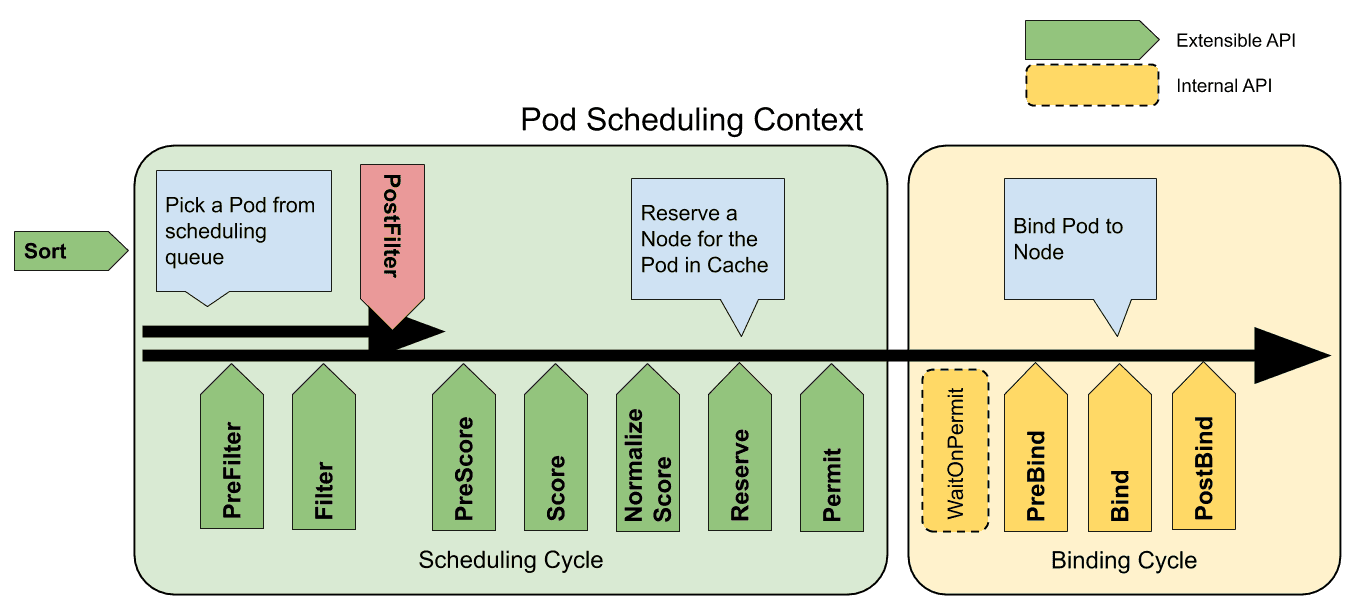 Extensible API
Internal API
Pod Scheduling Context
Sort
Pick a Pod from
scheduling
queue
PostFilter
Reserve a
Node for the
Pod in Cache
Bind Pod to
Node
PreFilter
Filter
PreScore
Score
Normalize
Score
Reserve
Permit
WaitOnPermit
PreBind
Bind
PostBind
Scheduling Cycle
Binding Cycle